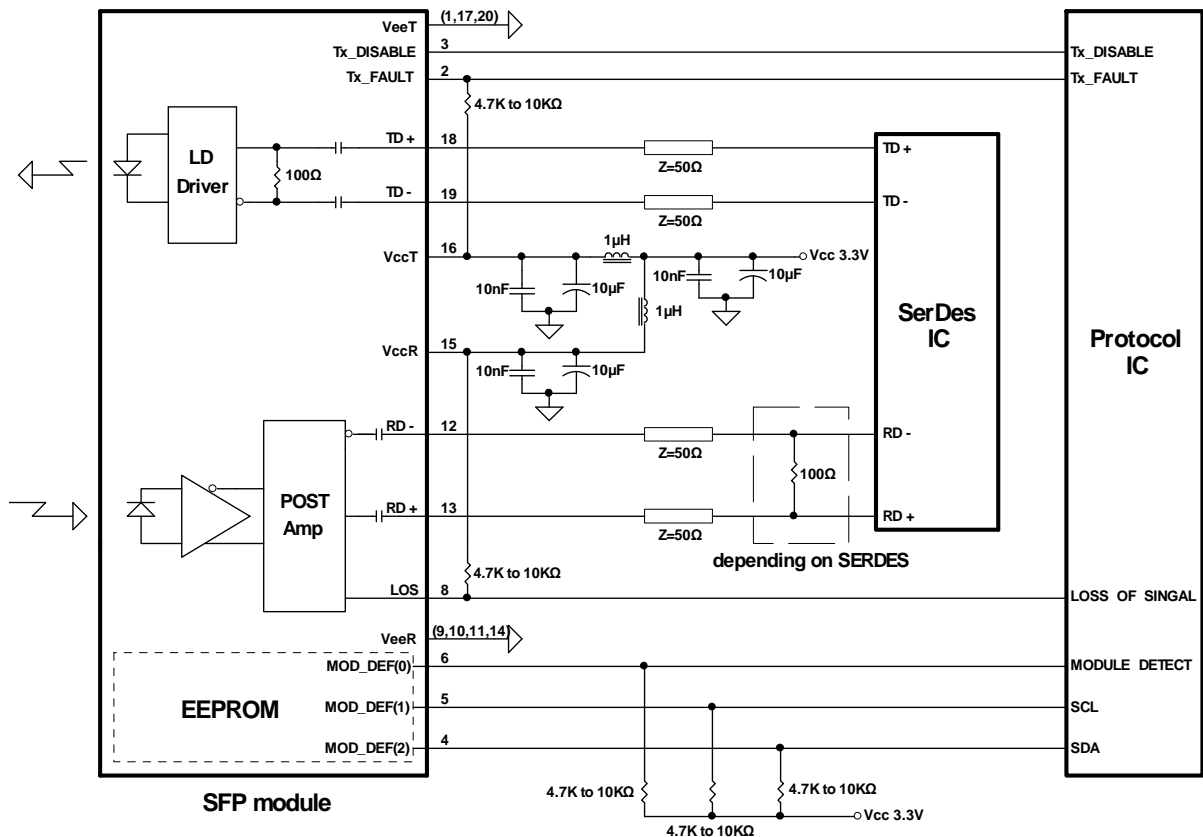 VeeT (1,17,20)
Tx_DISABLE 3 Tx_DISABLE
Tx_FAULT 2 Tx_FAULT
4.7K to 10KΩ
LD
Driver
100Ω
TD + 18 Z=50Ω TD +
TD - 19 Z=50Ω TD -
VccT 16 1µH Vcc 3.3V
10nF 10µF 10nF 10µF
1µH
VccR 15
10nF 10µF
SerDes
IC
Protocol
IC
RD - 12 Z=50Ω RD -
100Ω
POST
Amp
RD + 13 Z=50Ω RD +
depending on SERDES
4.7K to 10KΩ
LOS 8 LOSS OF SINGAL
VeeR (9,10,11,14)
MOD_DEF(0) 6 MODULE DETECT
EEPROM
MOD_DEF(1) 5 SCL
MOD_DEF(2) 4 SDA
4.7K to 10KΩ 4.7K to 10KΩ
4.7K to 10KΩ
Vcc 3.3V
SFP module